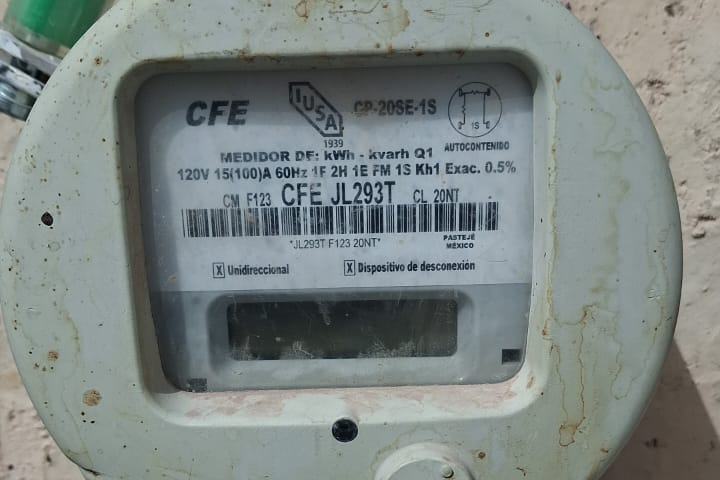 CFE
IUSA
1939
CP-20SE-1S
1S
AUTOCONTENIDO
MEDIDOR DE: kWh - kvarh Q1
120V 15(100)A 60Hz 1F 2H 1E FM 1S Kh1 Exac. 0.5%
CM F123 CFE JL293T CL 20NT
*JL293T F123 20NT*
PASTEJÉ
MÉXICO
X Unidireccional
X Dispositivo de desconexión